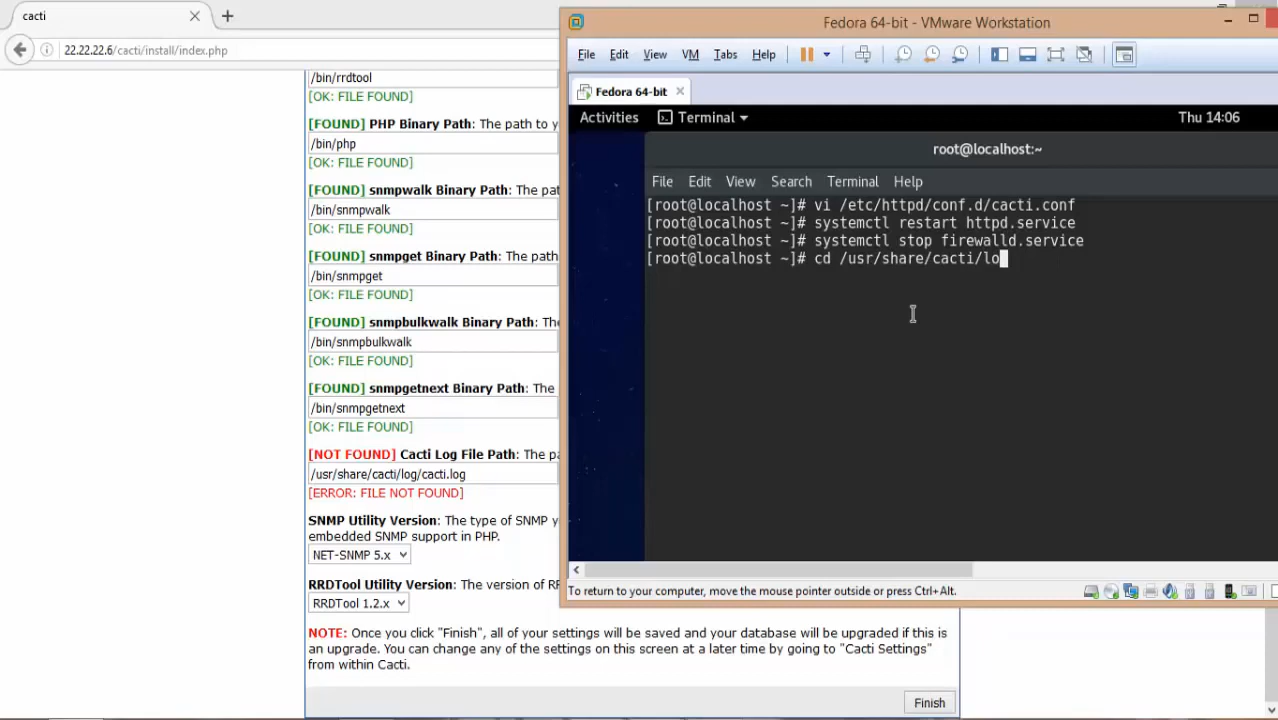 cacti
22.22.22.6/cacti/install/index.php
/bin/rrdtool
[OK: FILE FOUND]
[FOUND] PHP Binary Path: The path to y
/bin/php
[OK: FILE FOUND]
[FOUND] snmpwalk Binary Path: The pat
/bin/snmpwalk
[OK: FILE FOUND]
[FOUND] snmpget Binary Path: The path
/bin/snmpget
[OK: FILE FOUND]
[FOUND] snmpbulkwalk Binary Path: The
/bin/snmpbulkwalk
[OK: FILE FOUND]
[FOUND] snmpgetnext Binary Path: The
/bin/snmpgetnext
[OK: FILE FOUND]
[NOT FOUND] Cacti Log File Path: The pa
/usr/share/cacti/log/cacti.log
[ERROR: FILE NOT FOUND]
SNMP Utility Version: The type of SNMP y
embedded SNMP support in PHP.
NET-SNMP 5.x
RRDTool Utility Version: The version of RF
RRDTool 1.2.x
NOTE: Once you click "Finish", all of your settings will be saved and your database will be upgraded if this is
an upgrade. You can change any of the settings on this screen at a later time by going to "Cacti Settings"
from within Cacti.
Finish
Fedora 64-bit - VMware Workstation
File Edit View VM Tabs Help
Fedora 64-bit
Activities Terminal Thu 14:06
root@localhost:~
File Edit View Search Terminal Help
[root@localhost ~]# vi /etc/httpd/conf.d/cacti.conf
[root@localhost ~]# systemctl restart httpd.service
[root@localhost ~]# systemctl stop firewalld.service
[root@localhost ~]# cd /usr/share/cacti/lo
To return to your computer, move the mouse pointer outside or press Ctrl+Alt.